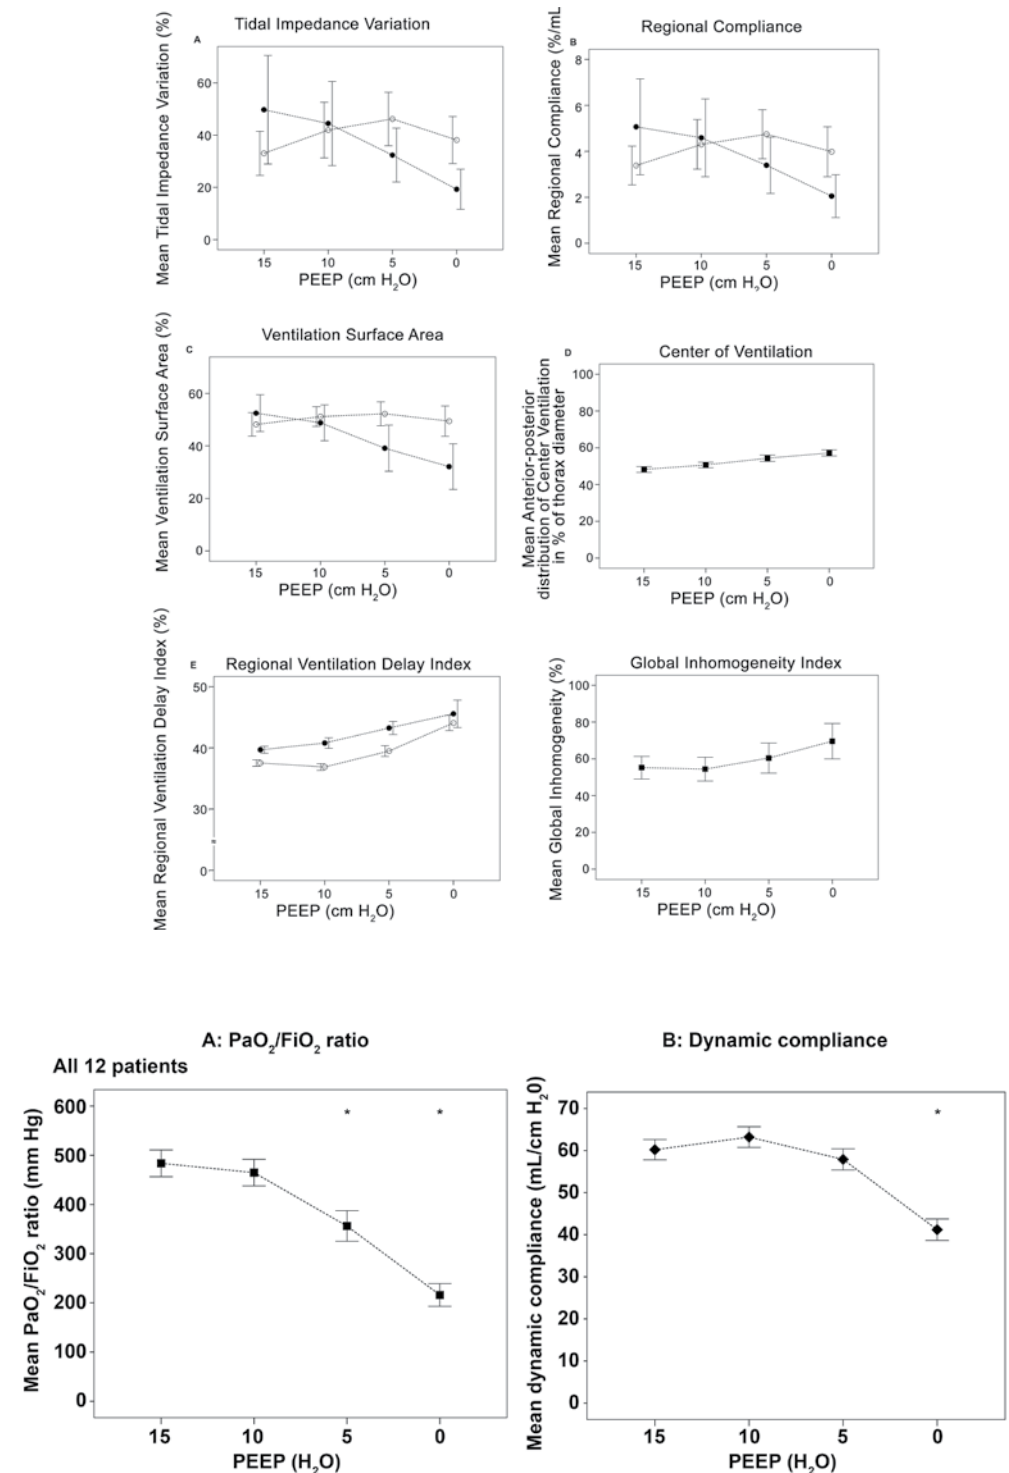 Tidal Impedance Variation
A
Mean Tidal Impedance Variation (%)
60
40
20
0
15 10 5 0
PEEP (cm H₂O)
Regional Compliance
B
Mean Regional Compliance (%/mL
8
6
4
2
0
15 10 5 0
PEEP (cm H₂O)
Ventilation Surface Area
C
Mean Ventilation Surface Area (%)
60
40
20
0
15 10 5 0
PEEP (cm H₂O)
Center of Ventilation
D
Mean Anterior-posterior
distribution of Center Ventilation
in % of thorax diameter
100
80
60
40
20
0
15 10 5 0
PEEP (cm H₂O)
Regional Ventilation Delay Index
E
Mean Regional Ventilation Delay Index (%)
50
40
30
0
15 10 5 0
PEEP (cm H₂O)
Global Inhomogeneity Index
Mean Global Inhomogeneity (%)
100
80
60
40
20
0
15 10 5 0
PEEP (cm H₂O)
A: PaO₂/FiO₂ ratio
All 12 patients
Mean PaO₂/FiO₂ ratio (mm Hg)
600
500
400
300
200
100
0
* *
15 10 5 0
PEEP (H₂O)
B: Dynamic compliance
Mean dynamic compliance (mL/cm H₂0)
70
60
50
40
30
20
10
0
*
15 10 5 0
PEEP (H₂O)